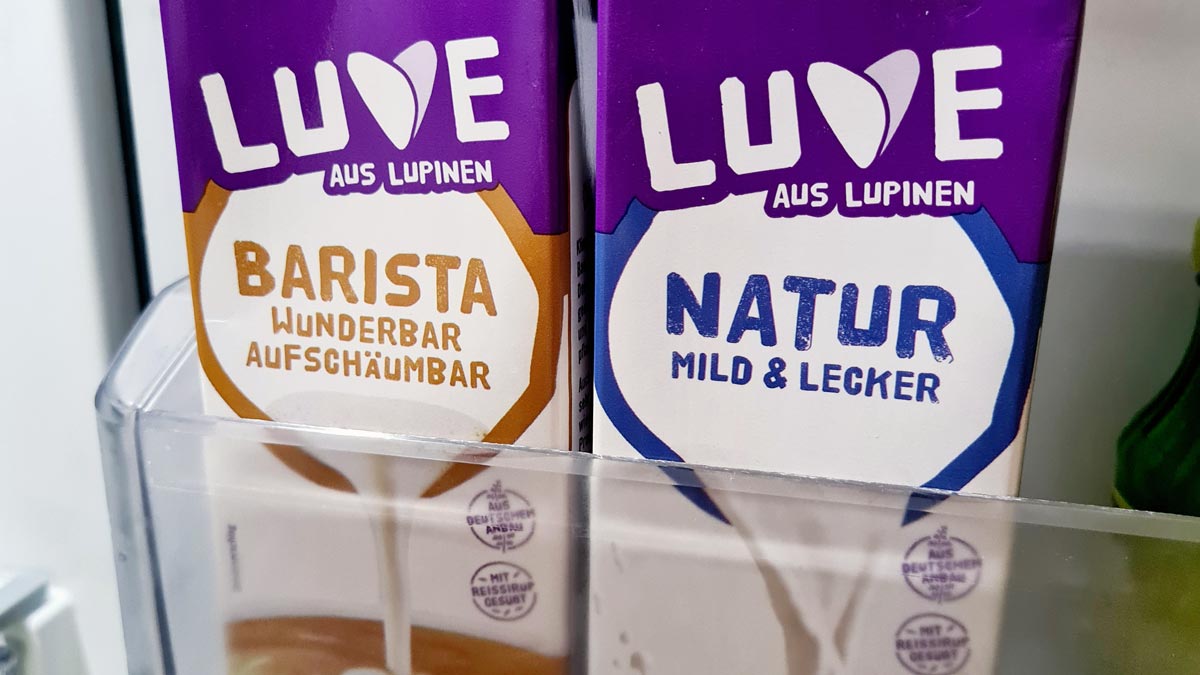 LUVE
AUS LUPINEN
BARISTA
WUNDERBAR
AUFSCHÄUMBAR
AUS
DEUTSCHEM
ANBAU
MIT
REISSIRUP
GESÜßT
LUVE
AUS LUPINEN
NATUR
MILD & LECKER
AUS
DEUTSCHEM
ANBAU
MIT
REISSIRUP
GESÜßT